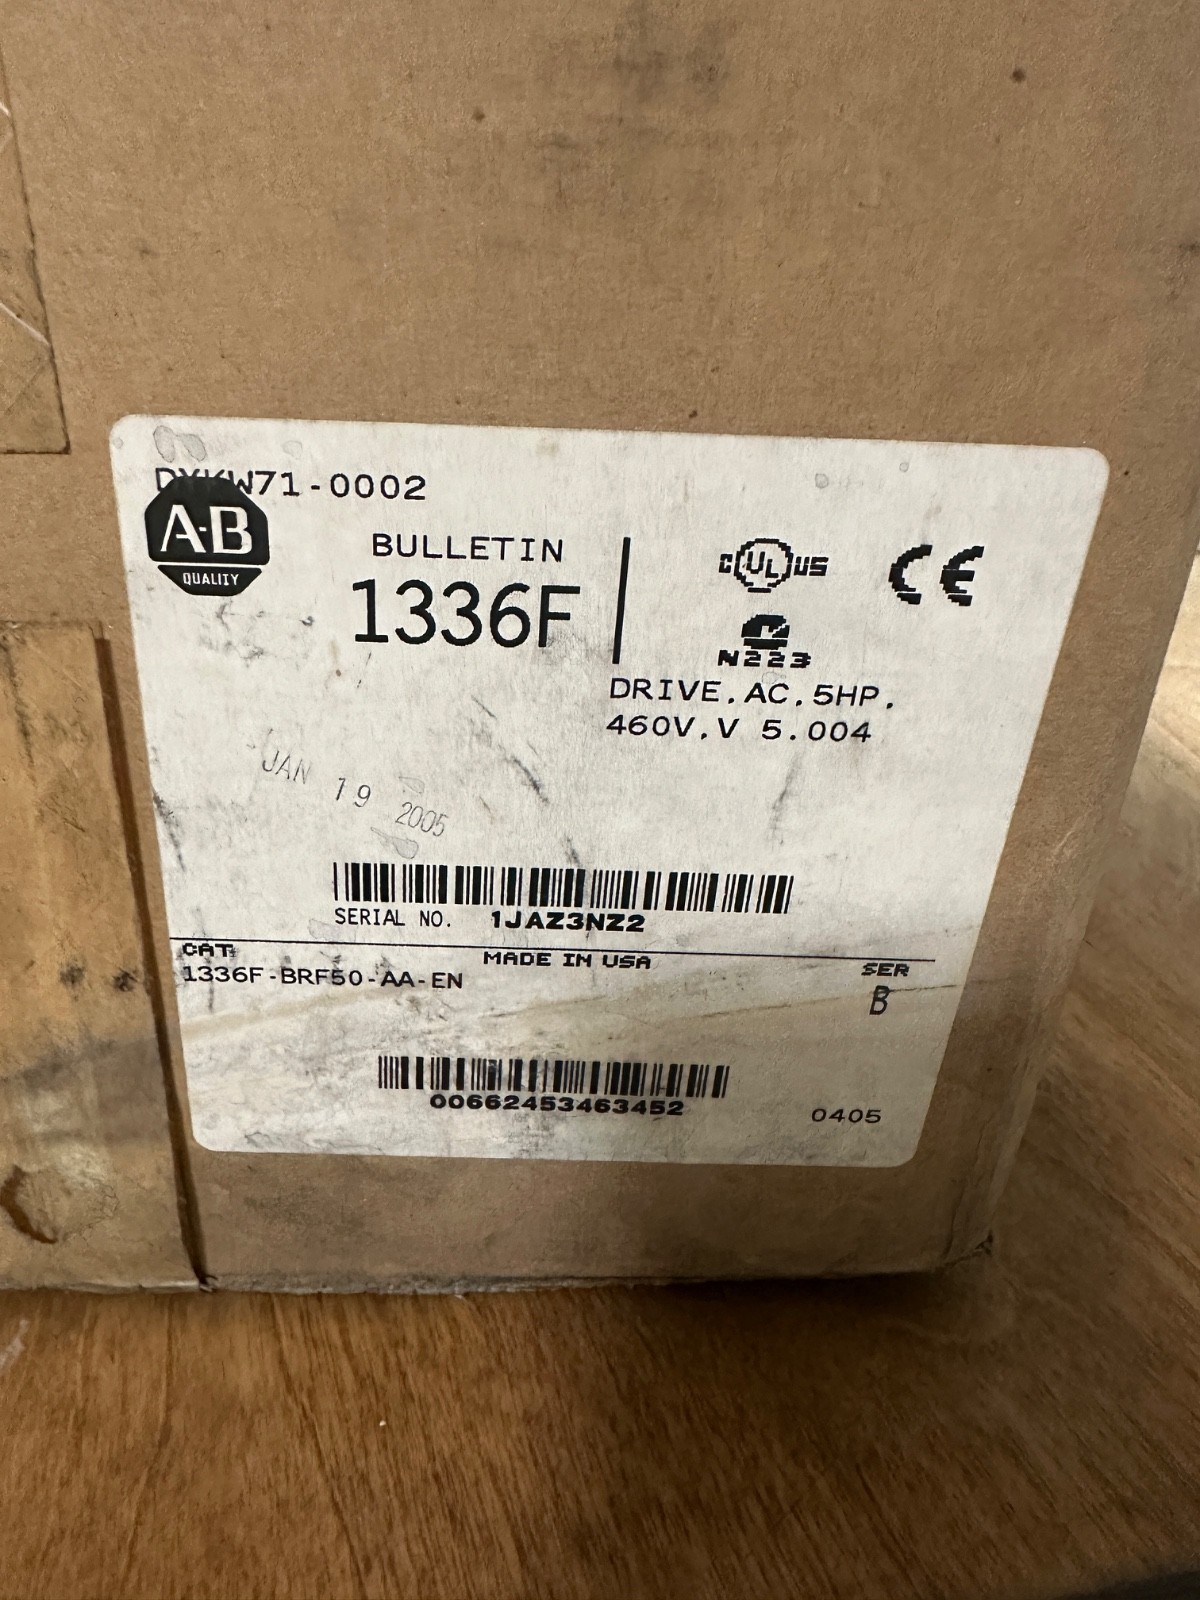 DYKW71-0002
A-B
QUALITY
BULLETIN
1336F
C UL US
CE
N223
DRIVE,AC,5HP,
460V,V 5.004
JAN 19 2005
SERIAL NO. 1JAZ3NZ2
CAT#
MADE IN USA
SER
1336F-BRF50-AA-EN
B
00662453463452
0405